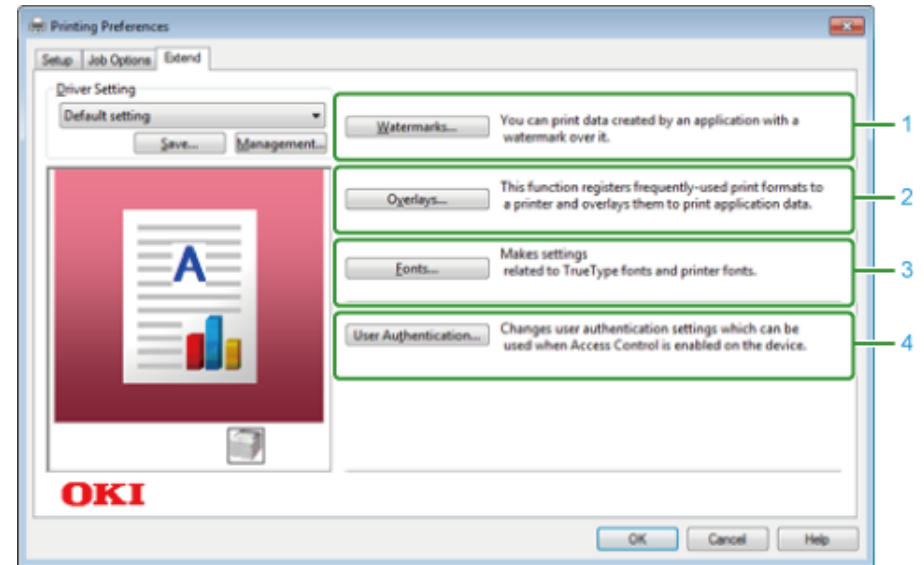 Printing Preferences
Setup Job Options Extend
Driver Setting
Default setting
Save... Management...
Watermarks... You can print data created by an application with a
watermark over it.
1
Overlays... This function registers frequently-used print formats to
a printer and overlays them to print application data.
2
Fonts... Makes settings
related to TrueType fonts and printer fonts.
3
User Authentication... Changes user authentication settings which can be
used when Access Control is enabled on the device.
4
A
OKI
OK Cancel Help